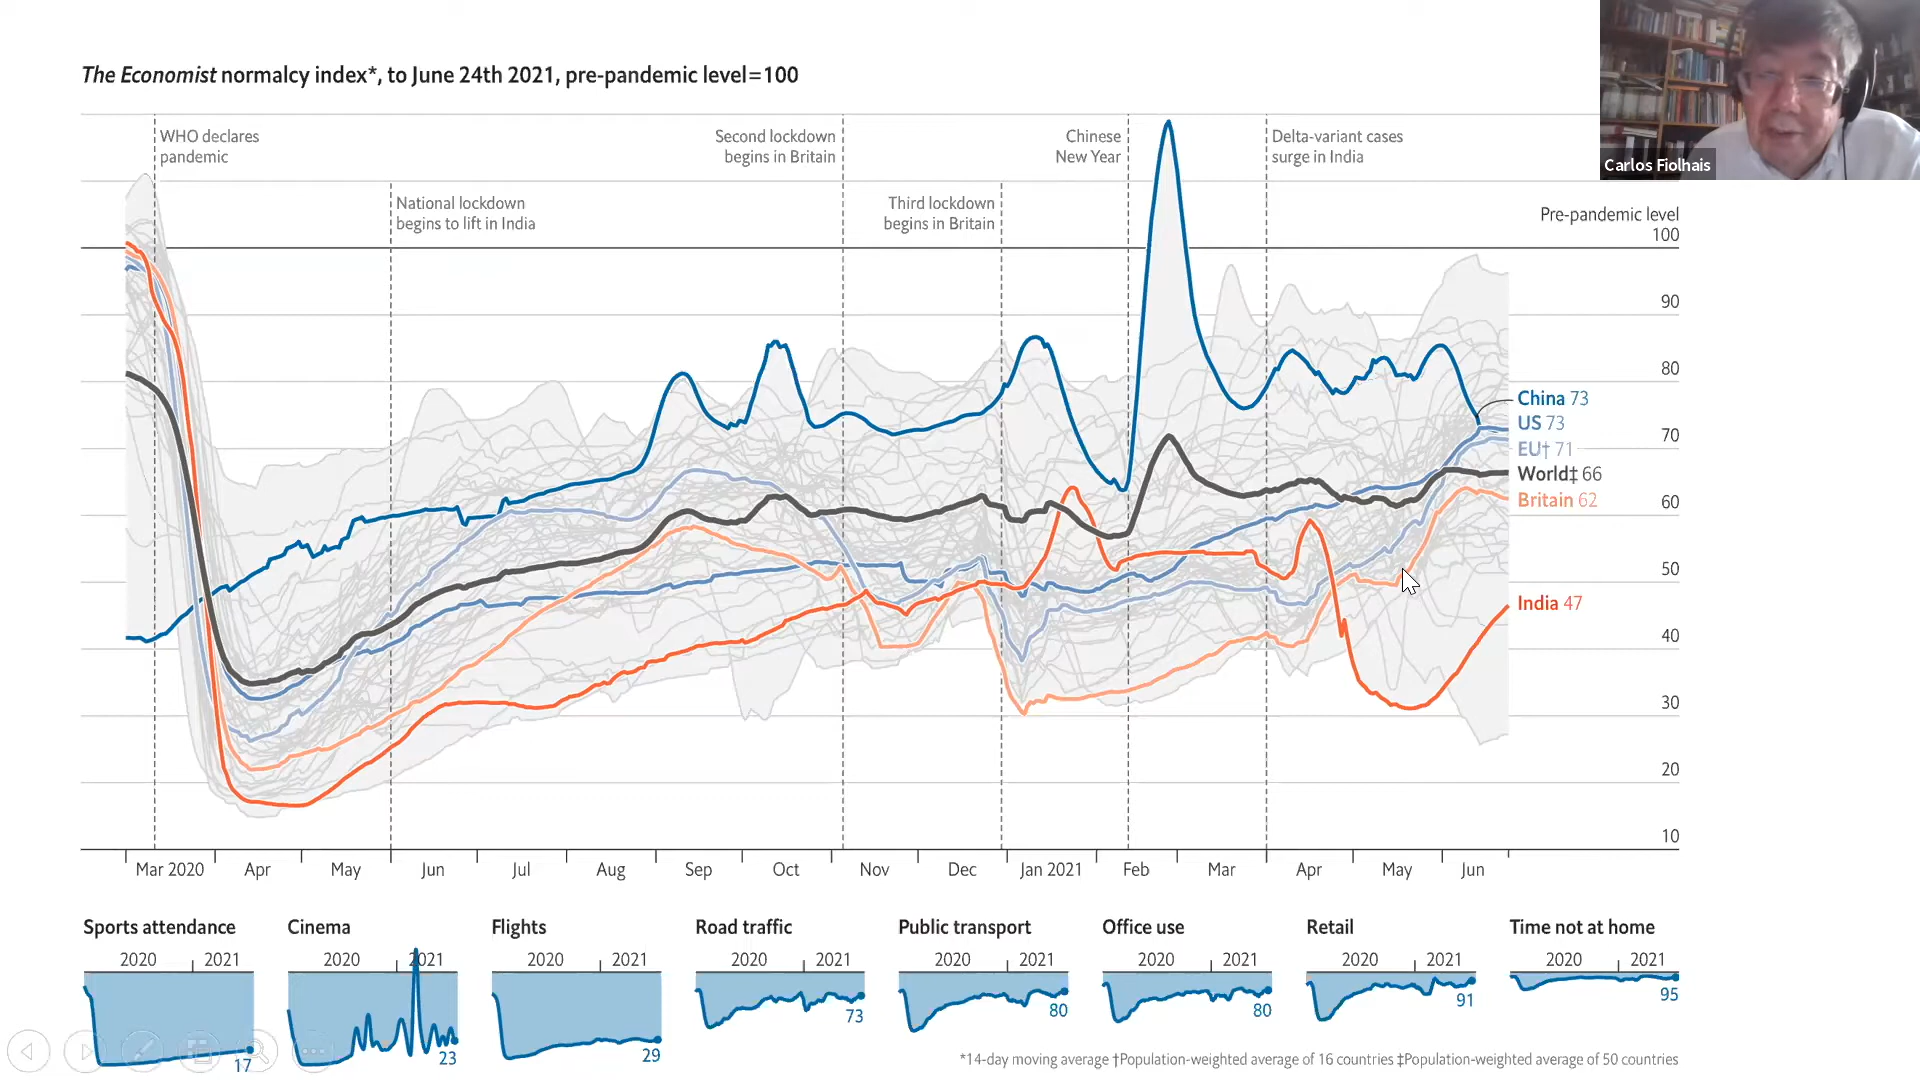 The Economist normalcy index*, to June 24th 2021, pre-pandemic level=100
Carlos Fiolhais
WHO declares
pandemic
National lockdown
begins to lift in India
Second lockdown
begins in Britain
Third lockdown
begins in Britain
Chinese
New Year
Delta-variant cases
surge in India
Pre-pandemic level
100
90
80
70
60
50
40
30
20
10
China 73
US 73
EU† 71
World‡ 66
Britain 62
India 47
Mar 2020 Apr May Jun Jul Aug Sep Oct Nov Dec Jan 2021 Feb Mar Apr May Jun
Sports attendance
2020 2021
17
Cinema
2020 2021
23
Flights
2020 2021
29
Road traffic
2020 2021
73
Public transport
2020 2021
80
Office use
2020 2021
80
Retail
2020 2021
91
Time not at home
2020 2021
95
*14-day moving average †Population-weighted average of 16 countries ‡Population-weighted average of 50 countries